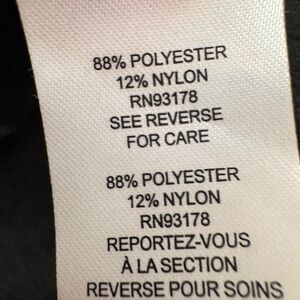 88% POLYESTER
12% NYLON
RN93178
SEE REVERSE
FOR CARE
88% POLYESTER
12% NYLON
RN93178
REPORTEZ-VOUS
À LA SECTION
REVERSE POUR SOINS